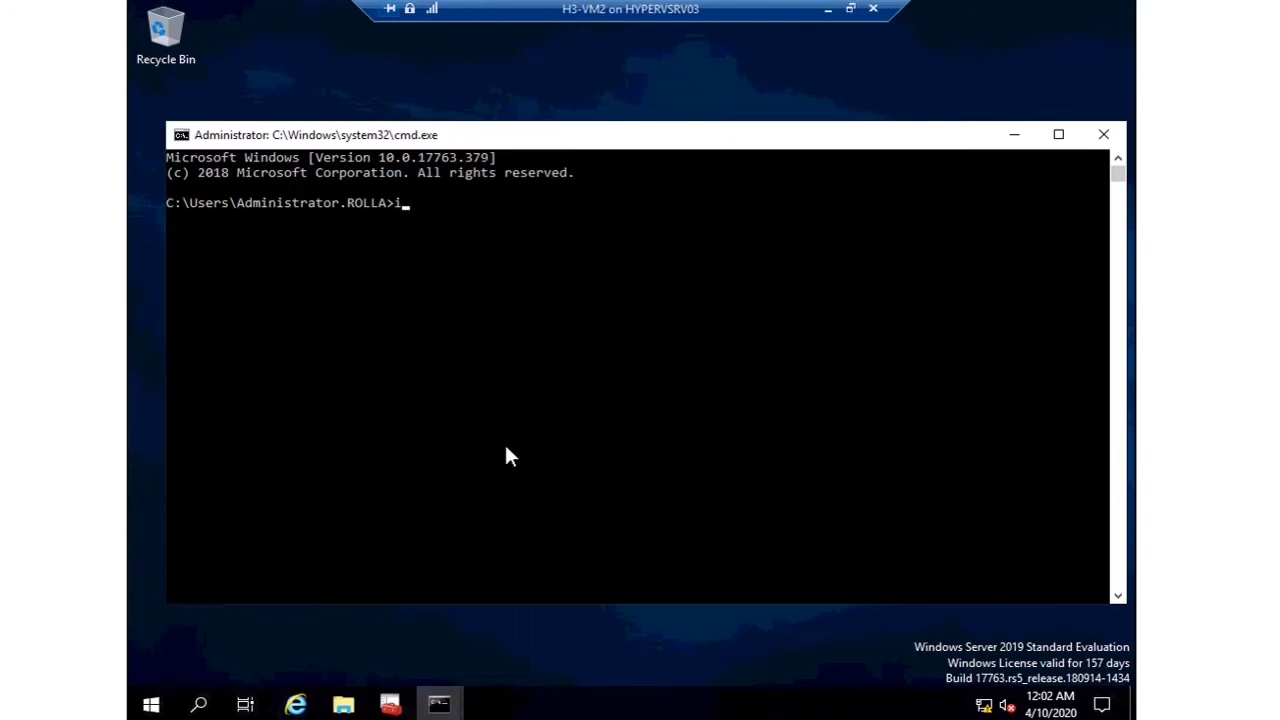 H3-VM2 on HYPERVSRV03
Recycle Bin
Administrator: C:\Windows\system32\cmd.exe
Microsoft Windows [Version 10.0.17763.379]
(c) 2018 Microsoft Corporation. All rights reserved.
C:\Users\Administrator.ROLLA>i_
Windows Server 2019 Standard Evaluation
Windows License valid for 157 days
Build 17763.rs5_release.180914-1434
12:02 AM
4/10/2020